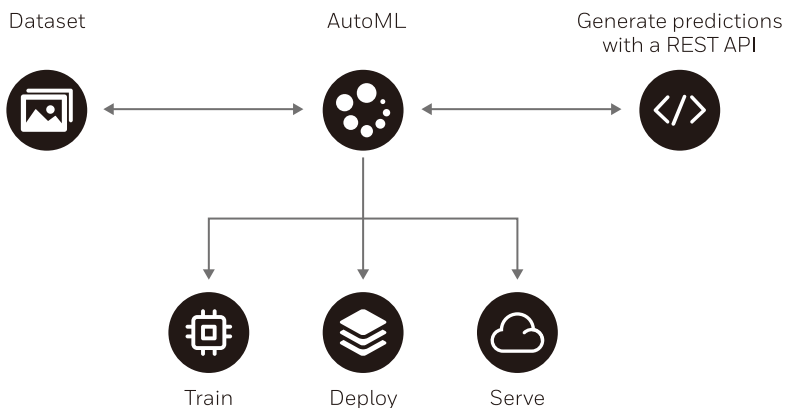 Dataset
AutoML
Generate predictions
with a REST API
Train
Deploy
Serve